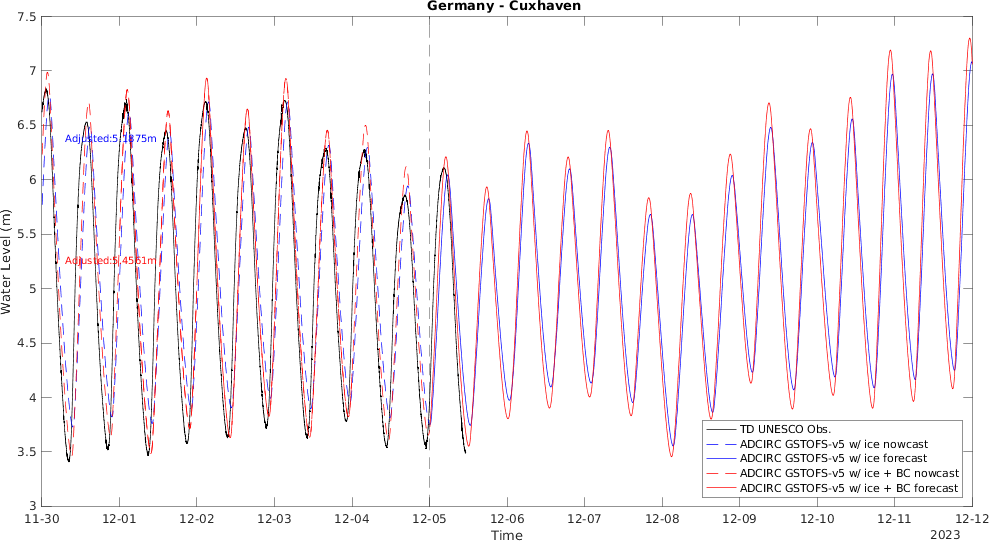 Germany - Cuxhaven
7.5
7
6.5
6
5.5
5
4.5
4
3.5
3
Water Level (m)
Adjusted:5.1875m
Adjusted:5.4561m
TD UNESCO Obs.
ADCIRC GSTOFS-v5 w/ ice nowcast
ADCIRC GSTOFS-v5 w/ ice forecast
ADCIRC GSTOFS-v5 w/ ice + BC nowcast
ADCIRC GSTOFS-v5 w/ ice + BC forecast
11-30 12-01 12-02 12-03 12-04 12-05 12-06 12-07 12-08 12-09 12-10 12-11 12-12
Time
2023